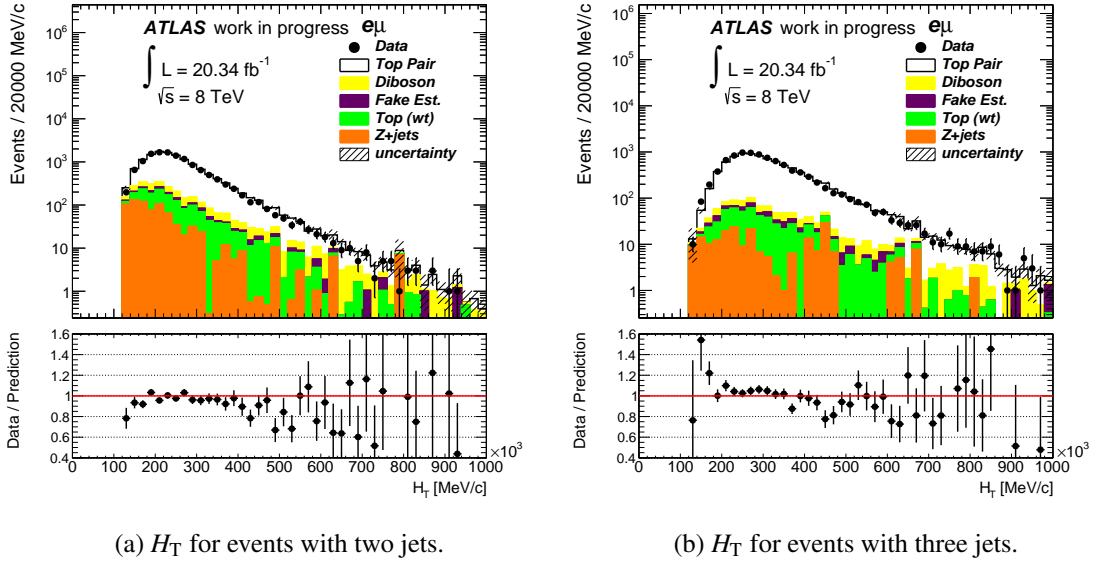 ATLAS work in progress eμ
∫ L = 20.34 fb⁻¹
√s = 8 TeV
Data
Top Pair
Diboson
Fake Est.
Top (wt)
Z+jets
uncertainty
Events / 20000 MeV/c
10⁶
10⁵
10⁴
10³
10²
10
1
Data / Prediction
1.6
1.4
1.2
1
0.8
0.6
0.4
0 100 200 300 400 500 600 700 800 900 1000
×10³
H_T [MeV/c]
(a) H_T for events with two jets.
ATLAS work in progress eμ
∫ L = 20.34 fb⁻¹
√s = 8 TeV
Data
Top Pair
Diboson
Fake Est.
Top (wt)
Z+jets
uncertainty
Events / 200000 MeV/c
10⁶
10⁵
10⁴
10³
10²
10
1
Data / Prediction
1.6
1.4
1.2
1
0.8
0.6
0.4
0 100 200 300 400 500 600 700 800 900 1000
×10³
H_T [MeV/c]
(b) H_T for events with three jets.